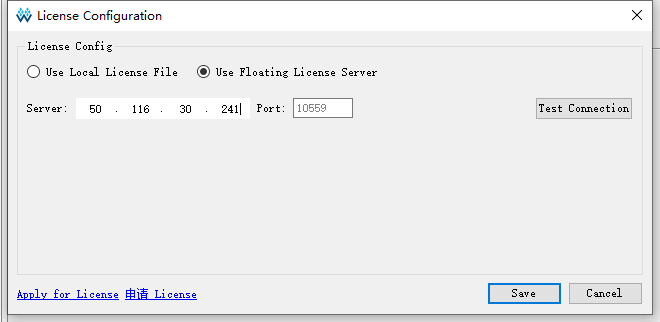 License Configuration
License Config
Use Local License File Use Floating License Server
Server: 50 . 116 . 30 . 241 Port: 10559 Test Connection
Apply for License 申请 License Save Cancel